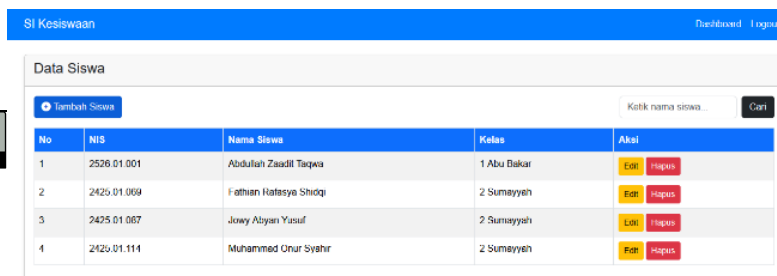 SI Kesiswaan Dashboard Logou
Data Siswa
Tambah Siswa Ketik nama siswa... Cari
No NIS Nama Siswa Kelas Aksi
1 2526.01.001 Abdullah Zaadit Taqwa 1 Abu Bakar Edit Hapus
2 2425.01.069 Fathian Rafasya Shidqi 2 Sumayyah Edit Hapus
3 2425.01.087 Jowy Abyan Yusuf 2 Sumayyah Edit Hapus
4 2425.01.114 Muhammad Onur Syahir 2 Sumayyah Edit Hapus